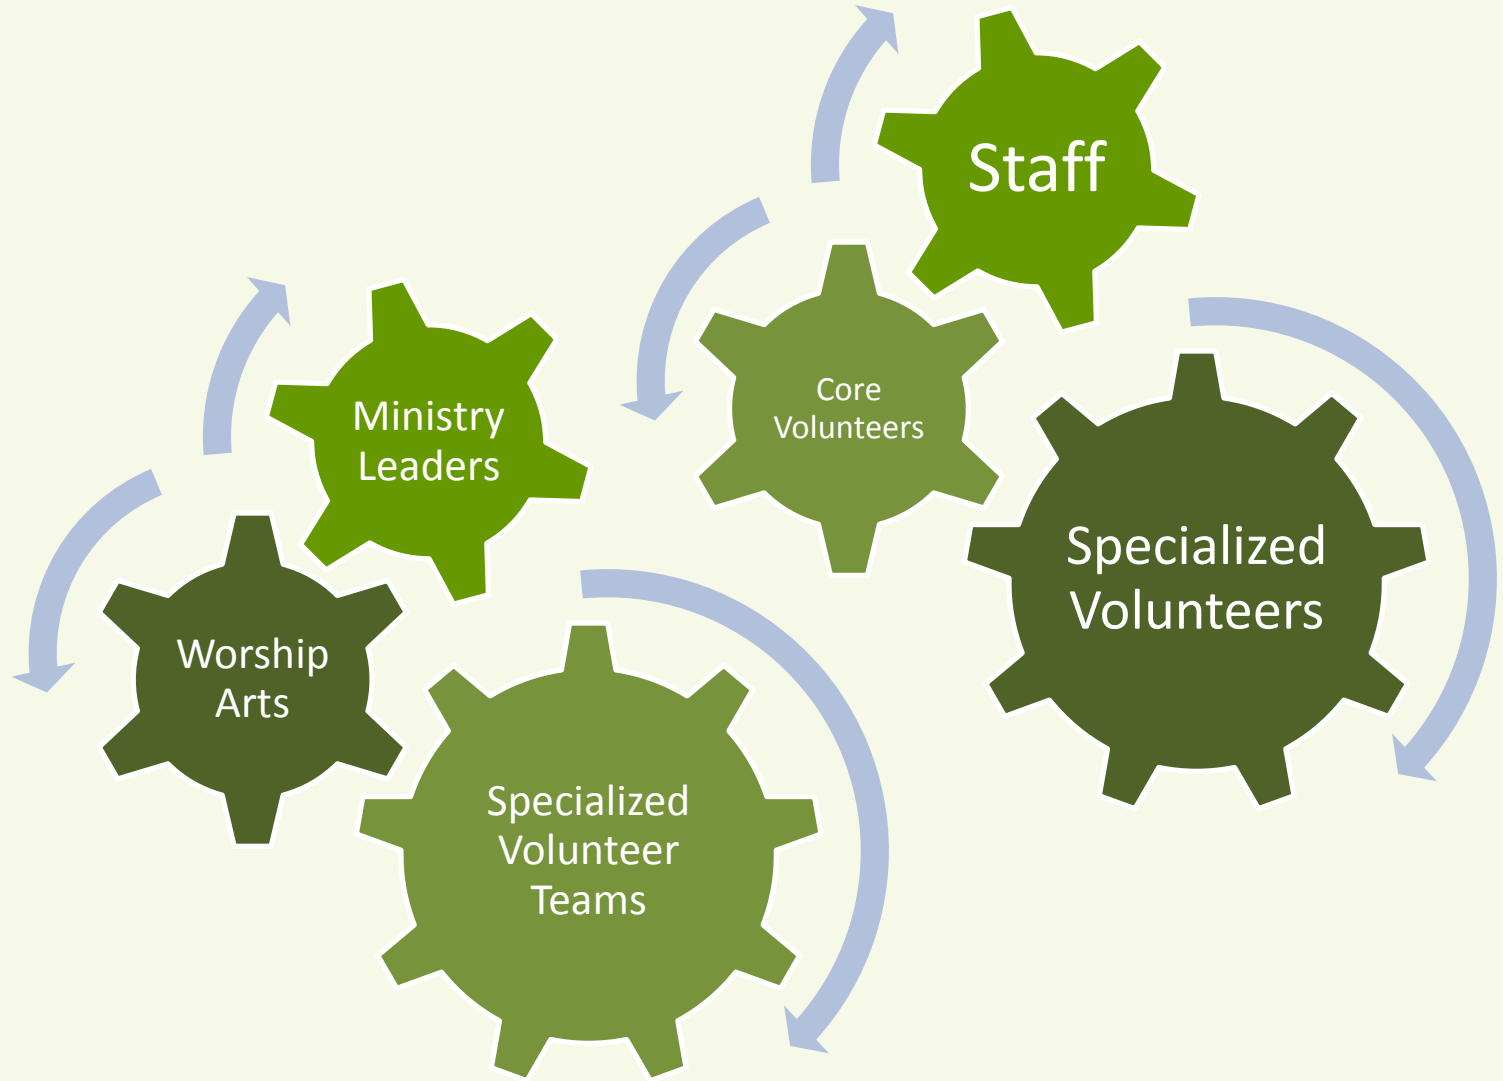 Staff
Core
Volunteers
Specialized
Volunteers
Ministry
Leaders
Worship
Arts
Specialized
Volunteer
Teams